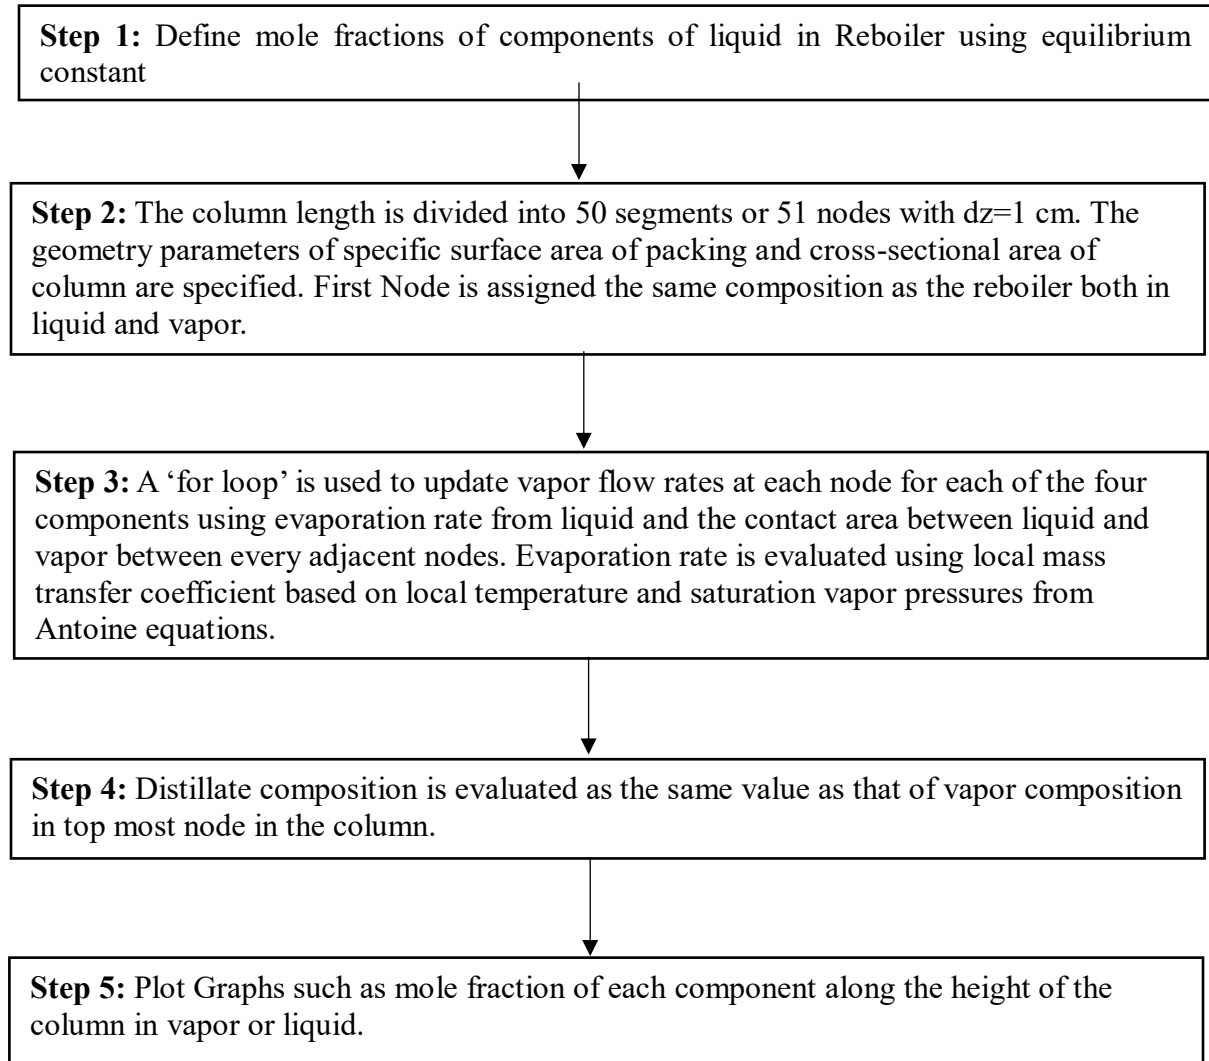 Step 1: Define mole fractions of components of liquid in Reboiler using equilibrium
constant
Step 2: The column length is divided into 50 segments or 51 nodes with dz=1 cm. The
geometry parameters of specific surface area of packing and cross-sectional area of
column are specified. First Node is assigned the same composition as the reboiler both in
liquid and vapor.
Step 3: A ‘for loop’ is used to update vapor flow rates at each node for each of the four
components using evaporation rate from liquid and the contact area between liquid and
vapor between every adjacent nodes. Evaporation rate is evaluated using local mass
transfer coefficient based on local temperature and saturation vapor pressures from
Antoine equations.
Step 4: Distillate composition is evaluated as the same value as that of vapor composition
in top most node in the column.
Step 5: Plot Graphs such as mole fraction of each component along the height of the
column in vapor or liquid.